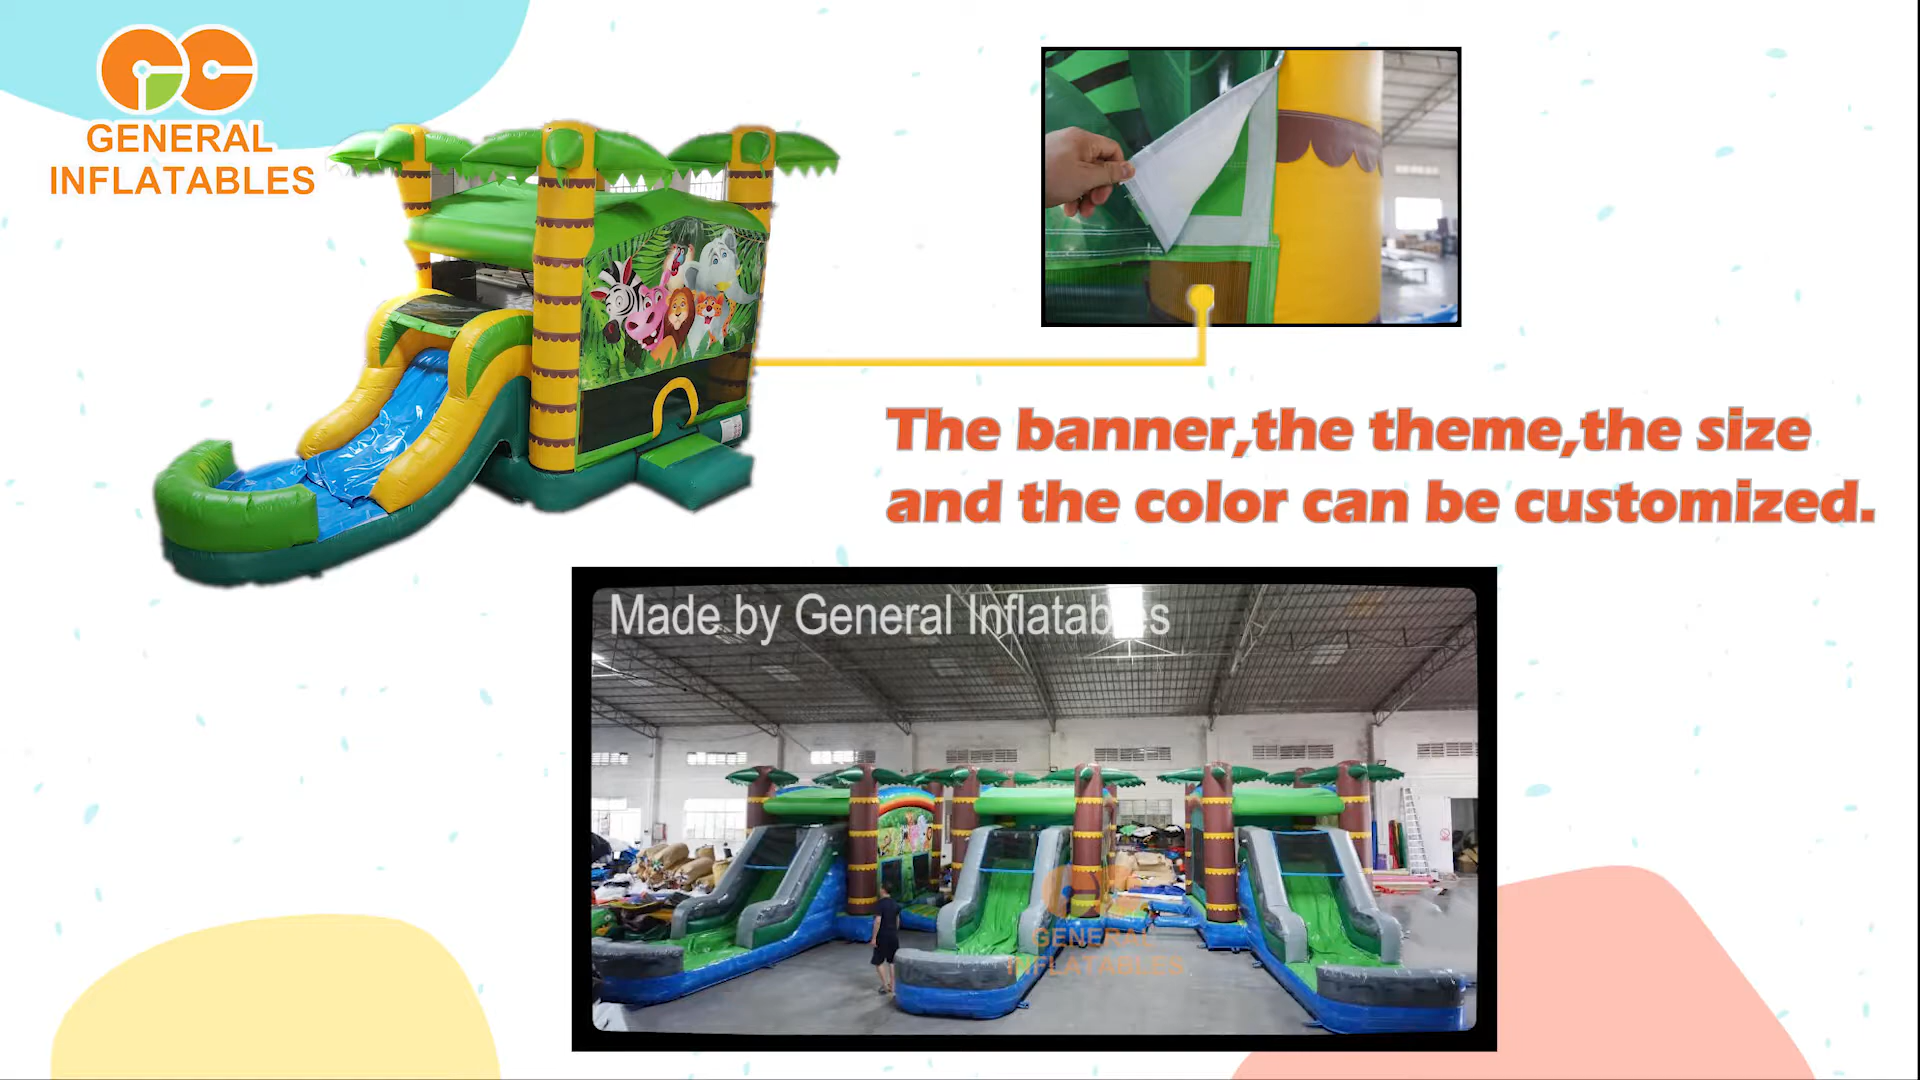 GENERAL
INFLATABLES
The banner,the theme,the size
and the color can be customized.
Made by General Inflatables
GENERAL
INFLATABLES